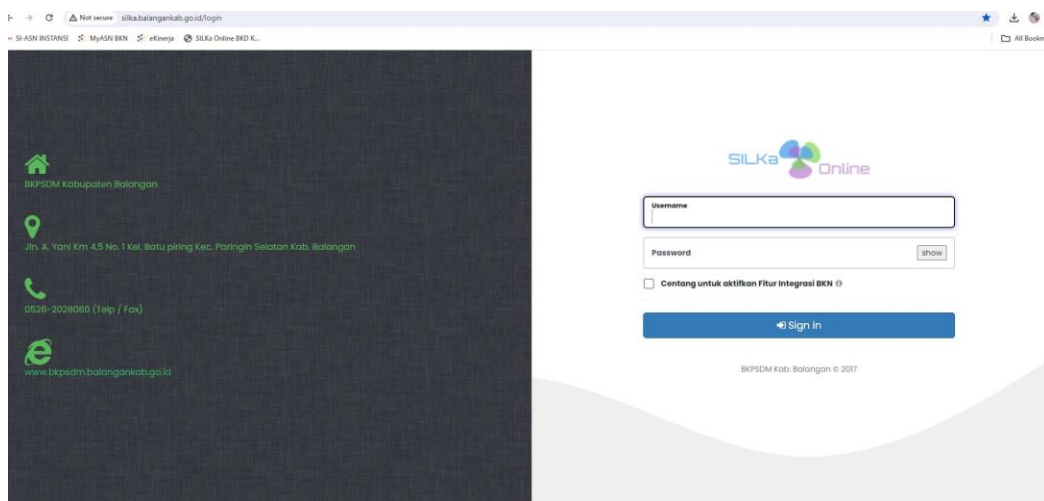 Not secure silka.balangankab.go.id/login
SI-ASN INSTANSI MyASN BKN eKinerja SILKa Online BKD K...
All Bookm
BKPSDM Kabupaten Balangan
Jln. A. Yani Km 4,5 No. 1 Kel. Batu piring Kec. Paringin Selatan Kab. Balangan
0526-2028060 (Telp / Fax)
www.bkpsdm.balangankab.go.id
SILKa Online
Username
Password
show
Centang untuk aktifkan Fitur Integrasi BKN
Sign in
BKPSDM Kab. Balangan © 2017